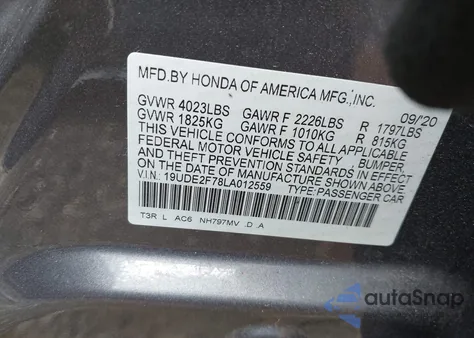 MFD.BY HONDA OF AMERICA MFG.,INC. 09/20
GVWR 4023LBS GAWR F 2226LBS R 1797LBS
GVWR 1825KG GAWR F 1010KG R 815KG
THIS VEHICLE CONFORMS TO ALL APPLICABLE
FEDERAL MOTOR VEHICLE SAFETY, BUMPER,
AND THEFT PREVENTION STANDARDS IN EFFECT
ON THE DATE OF MANUFACTURE SHOWN ABOVE.
V.I.N: 19UDE2F78LA012559 TYPE:PASSENGER CAR
T3R L AC6 NH797MV .D .A
autoSnap